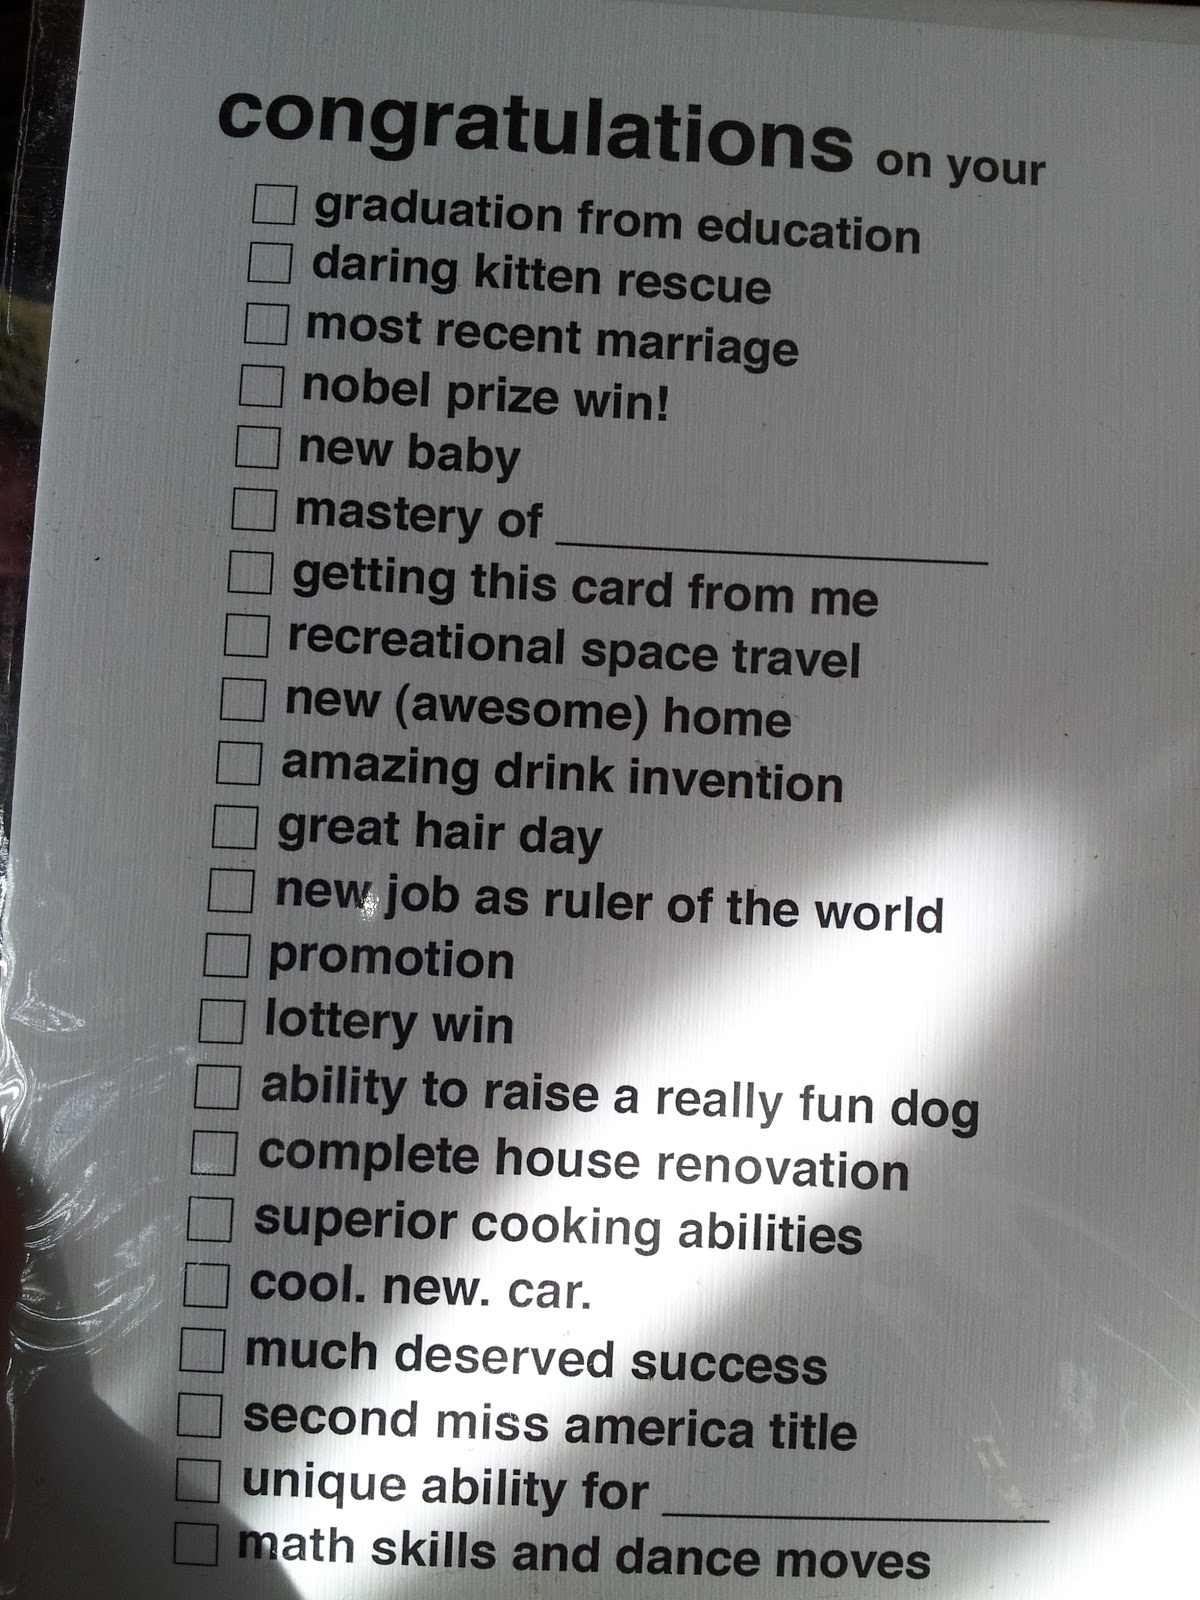 congratulations on your
☐ graduation from education
☐ daring kitten rescue
☐ most recent marriage
☐ nobel prize win!
☐ new baby
☐ mastery of ____________
☐ getting this card from me
☐ recreational space travel
☐ new (awesome) home
☐ amazing drink invention
☐ great hair day
☐ new job as ruler of the world
☐ promotion
☐ lottery win
☐ ability to raise a really fun dog
☐ complete house renovation
☐ superior cooking abilities
☐ cool. new. car.
☐ much deserved success
☐ second miss america title
☐ unique ability for ____________
☐ math skills and dance moves